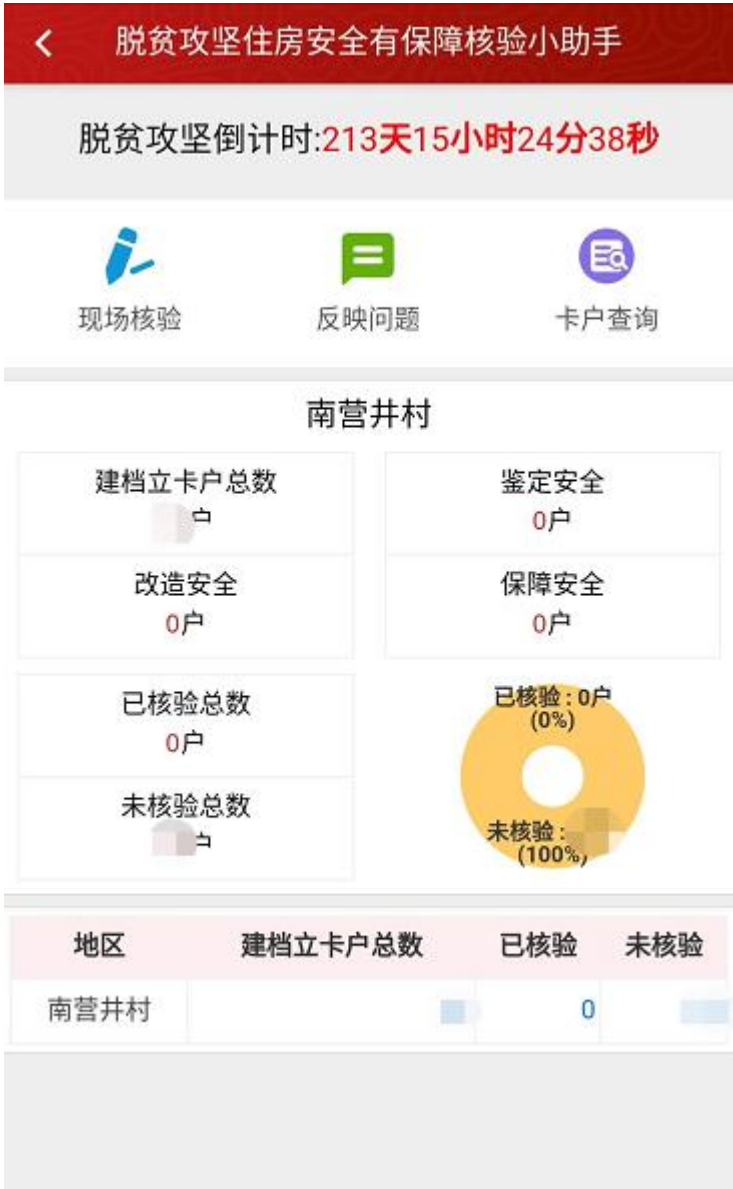 脱贫攻坚住房安全有保障核验小助手
脱贫攻坚倒计时:213天15小时24分38秒
现场核验 反映问题 卡户查询
南营井村
建档立卡户总数 鉴定安全
户 0户
改造安全 保障安全
0户 0户
已核验总数
0户
未核验总数
户
已核验 : 0户
(0%)
未核验 :
(100%)
地区 建档立卡户总数 已核验 未核验
南营井村 0